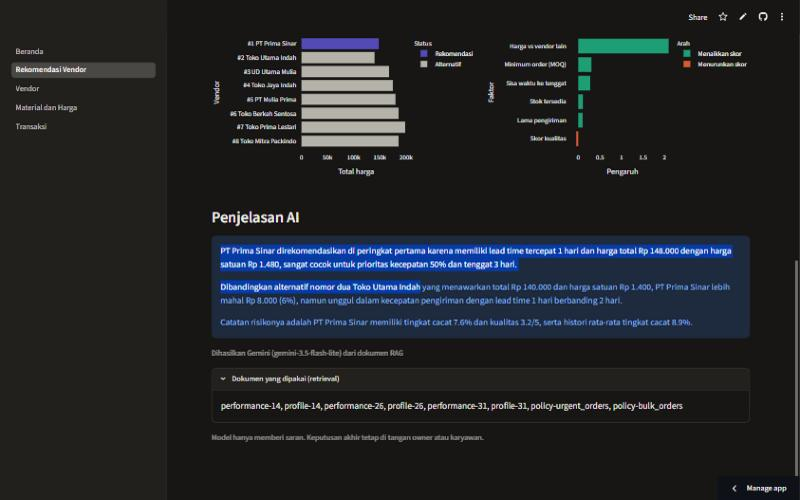 Share
Beranda
Rekomendasi Vendor
Vendor
Material dan Harga
Transaksi
Vendor
#1 PT Prima Sinar
#2 Toko Utama Indah
#3 UD Utama Mulia
#4 Toko Jaya Indah
#5 PT Mulia Prima
#6 Toko Berkah Sentosa
#7 Toko Prima Lestari
#8 Toko Mitra Packindo
0 50k 100k 150k 200k
Total harga
Status
Rekomendasi
Alternatif
Faktor
Harga vs vendor lain
Minimum order (MOQ)
Sisa waktu ke tenggat
Stok tersedia
Lama pengiriman
Skor kualitas
0 0.5 1 1.5 2
Pengaruh
Arah
Menaikkan skor
Menurunkan skor
Penjelasan AI
PT Prima Sinar direkomendasikan di peringkat pertama karena memiliki lead time tercepat 1 hari dan harga total Rp 148.000 dengan harga
satuan Rp 1.480, sangat cocok untuk prioritas kecepatan 50% dan tenggat 3 hari.
Dibandingkan alternatif nomor dua Toko Utama Indah yang menawarkan total Rp 140.000 dan harga satuan Rp 1.400, PT Prima Sinar lebih
mahal Rp 8.000 (6%), namun unggul dalam kecepatan pengiriman dengan lead time 1 hari berbanding 2 hari.
Catatan risikonya adalah PT Prima Sinar memiliki tingkat cacat 7.6% dan kualitas 3.2/5, serta histori rata-rata tingkat cacat 8.9%.
Dihasilkan Gemini (gemini-3.5-flash-lite) dari dokumen RAG
Dokumen yang dipakai (retrieval)
performance-14, profile-14, performance-26, profile-26, performance-31, profile-31, policy-urgent_orders, policy-bulk_orders
Model hanya memberi saran. Keputusan akhir tetap di tangan owner atau karyawan.
Manage app